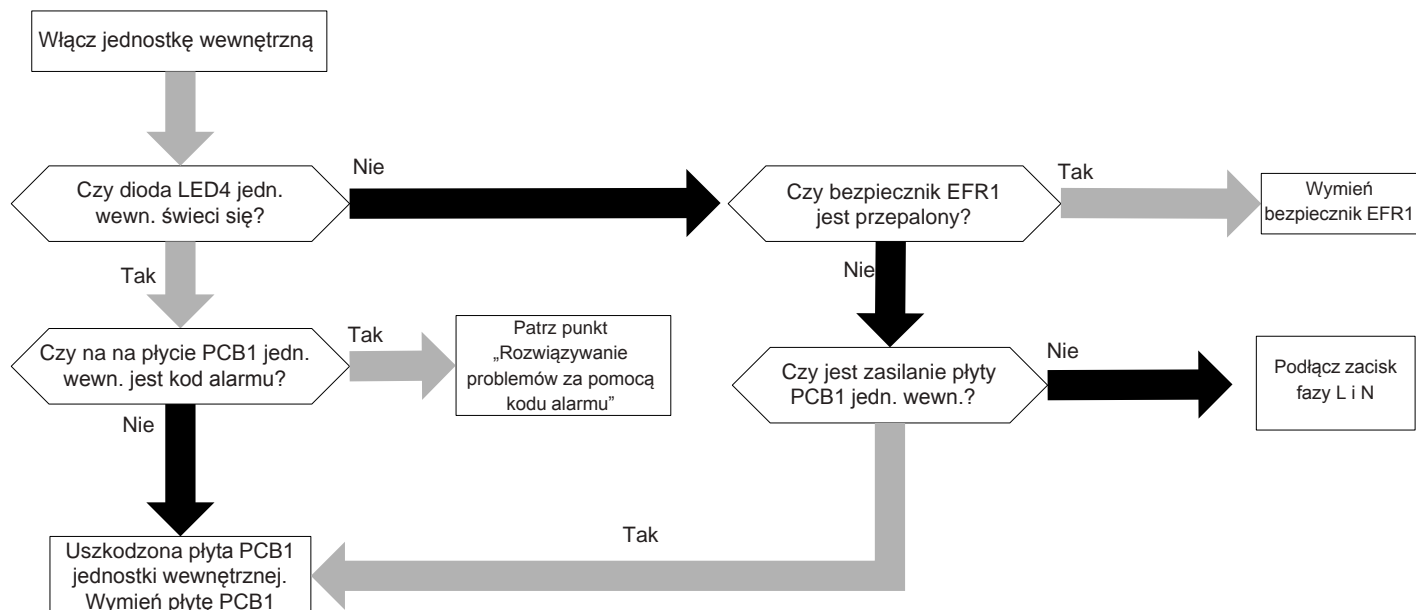 Włącz jednostkę wewnętrzną
Czy dioda LED4 jedn.
wewn. świeci się?
Nie
Czy bezpiecznik EFR1
jest przepalony?
Tak
Wymień
bezpiecznik EFR1
Tak
Nie
Czy na na płycie PCB1 jedn.
wewn. jest kod alarmu?
Tak
Patrz punkt
„Rozwiązywanie
problemów za pomocą
kodu alarmu”
Czy jest zasilanie płyty
PCB1 jedn. wewn.?
Nie
Podłącz zacisk
fazy L i N
Nie
Tak
Uszkodzona płyta PCB1
jednostki wewnętrznej.
Wymień płytę PCB1